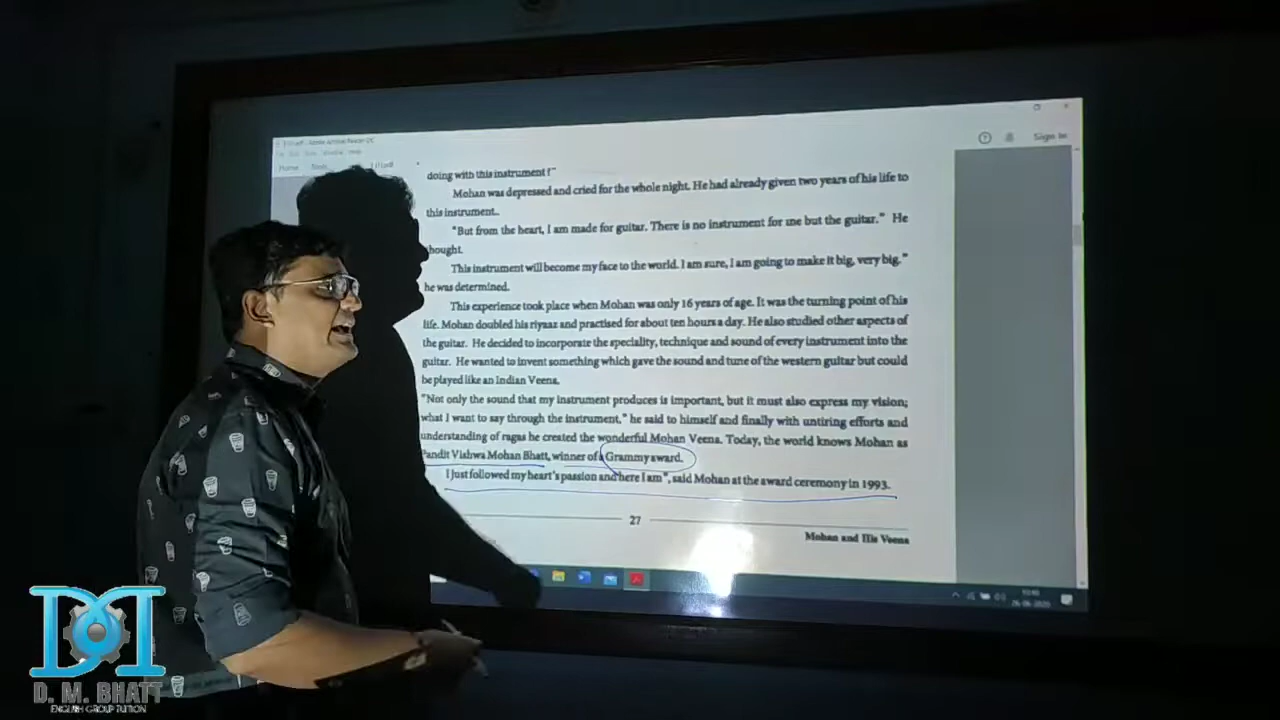 Sign In
Home
doing with this instrument!"
Mohan was depressed and cried for the whole night. He had already given two years of his life to
this instrument..
"But from the heart, I am made for guitar. There is no instrument for me but the guitar." He
thought.
This instrument will become my face to the world. I am sure, I am going to make it big, very big."
he was determined.
This experience took place when Mohan was only 16 years of age. It was the turning point of his
life. Mohan doubled his riyaaz and practised for about ten hours a day. He also studied other aspects of
the guitar. He decided to incorporate the speciality, technique and sound of every instrument into the
guitar. He wanted to invent something which gave the sound and tune of the western guitar but could
be played like an Indian Veena.
"Not only the sound that my instrument produces is important, but it must also express my vision;
what I want to say through the instrument," he said to himself and finally with untiring efforts and
understanding of ragas he created the wonderful Mohan Veena. Today, the world knows Mohan as
Pandit Vishwa Mohan Bhatt, winner of a Grammy award.
I just followed my heart's passion and here I am", said Mohan at the award ceremony in 1993.
27
Mohan and His Veena
26-06-2020
D. M. BHATT
ENGLISH GROUP TUITION